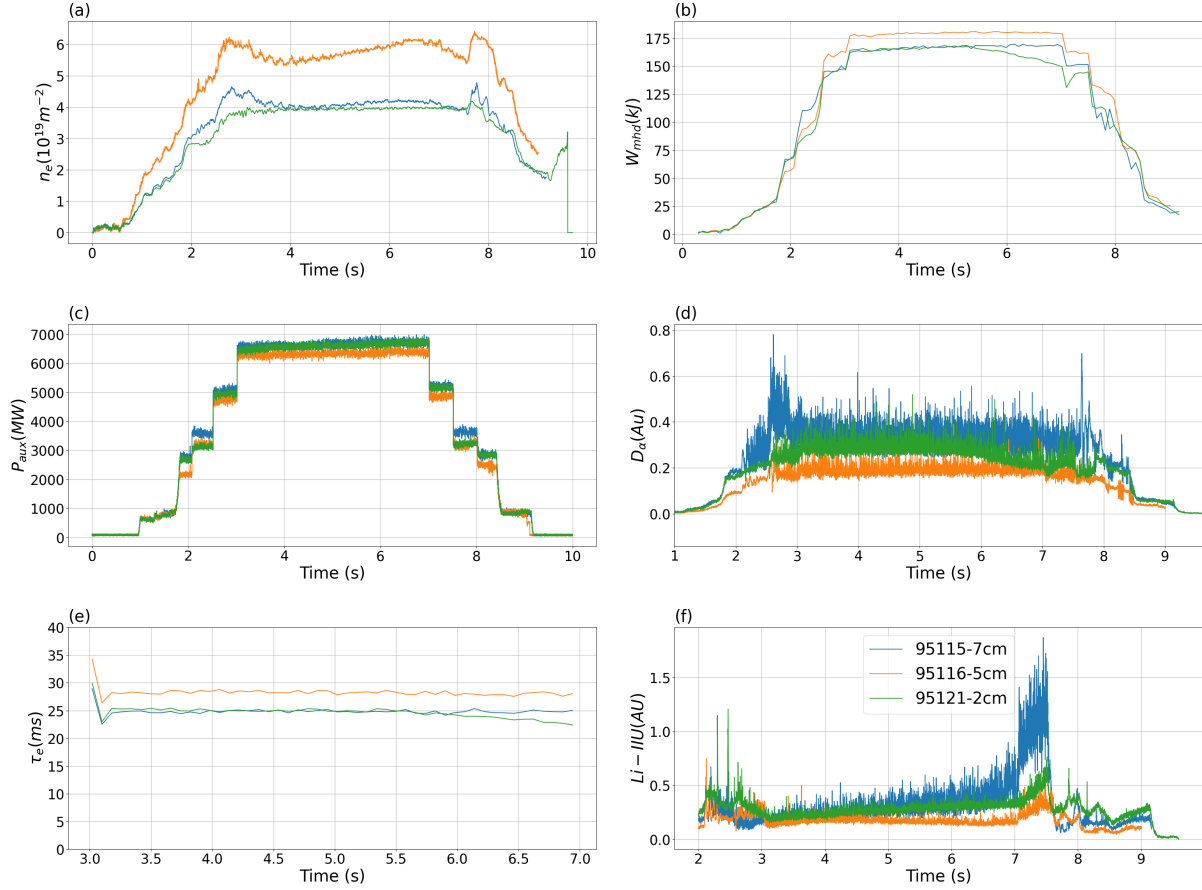 (a)
n_e(10^19 m^-2)
6
5
4
3
2
1
0
0 2 4 6 8 10
Time (s)
(b)
W_mhd(kJ)
175
150
125
100
75
50
25
0
0 2 4 6 8
Time (s)
(c)
P_aux(MW)
7000
6000
5000
4000
3000
2000
1000
0
0 2 4 6 8 10
Time (s)
(d)
D_α(Au)
0.8
0.6
0.4
0.2
0.0
1 2 3 4 5 6 7 8 9
Time (s)
(e)
τ_e(ms)
40
35
30
25
20
15
10
5
0
3.0 3.5 4.0 4.5 5.0 5.5 6.0 6.5 7.0
Time (s)
(f)
Li − IIU(AU)
1.5
1.0
0.5
0.0
95115-7cm
95116-5cm
95121-2cm
2 3 4 5 6 7 8 9
Time (s)